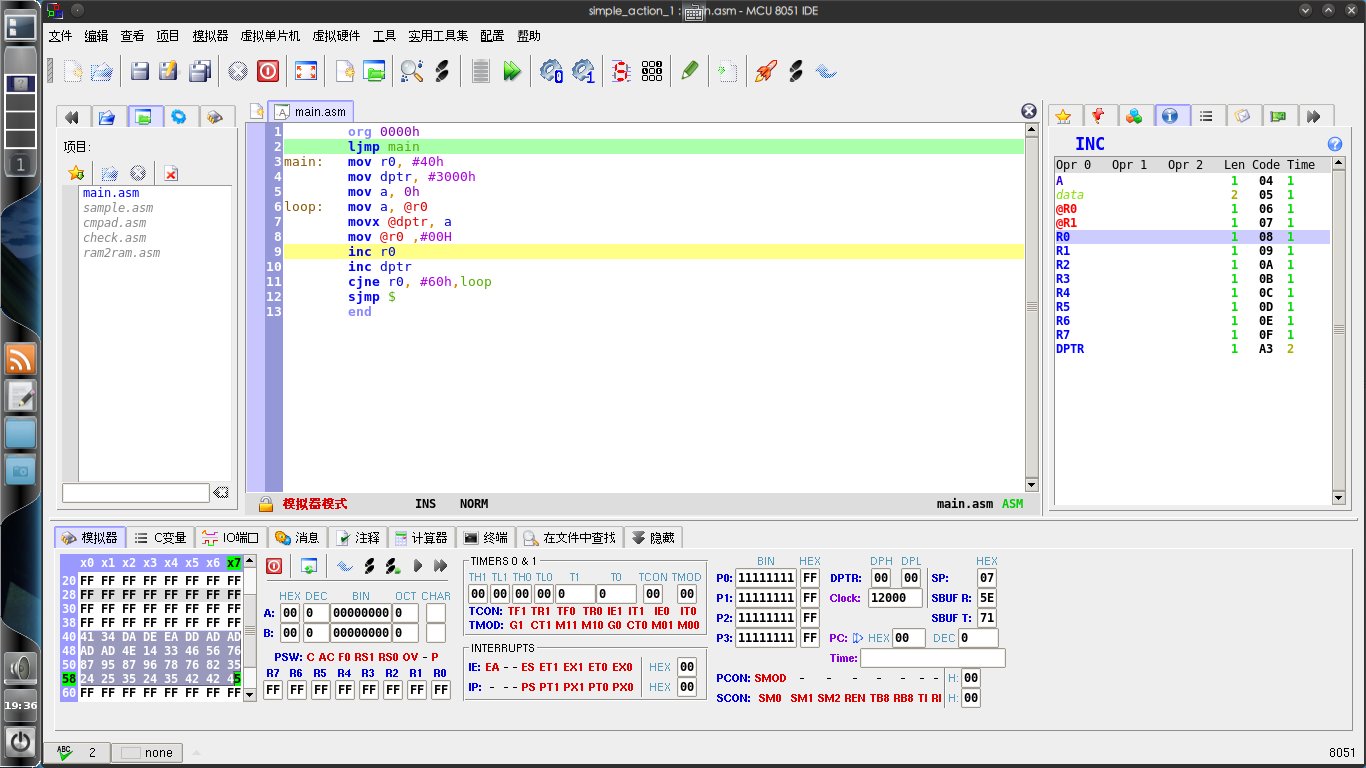 simple_action_1 : main.asm - MCU 8051 IDE
文件 编辑 查看 项目 模拟器 虚拟单片机 虚拟硬件 工具 实用工具集 配置 帮助
main.asm
项目:
main.asm
sample.asm
cmpad.asm
check.asm
ram2ram.asm
1 org 0000h
2 ljmp main
3 main: mov r0, #40h
4 mov dptr, #3000h
5 mov a, 0h
6 loop: mov a, @r0
7 movx @dptr, a
8 mov @r0 ,#00H
9 inc r0
10 inc dptr
11 cjne r0, #60h,loop
12 sjmp $
13 end
模拟器模式 INS NORM main.asm ASM
INC
Opr 0 Opr 1 Opr 2 Len Code Time
A 1 04 1
data 2 05 1
@R0 1 06 1
@R1 1 07 1
R0 1 08 1
R1 1 09 1
R2 1 0A 1
R3 1 0B 1
R4 1 0C 1
R5 1 0D 1
R6 1 0E 1
R7 1 0F 1
DPTR 1 A3 2
模拟器 C变量 IO端口 消息 注释 计算器 终端 在文件中查找 隐藏
x0 x1 x2 x3 x4 x5 x6 x7
20 FF FF FF FF FF FF FF FF
28 FF FF FF FF FF FF FF FF
30 FF FF FF FF FF FF FF FF
38 FF FF FF FF FF FF FF FF
40 41 34 DA DE EA DD AD AD
48 AD AD 4E 14 33 46 56 76
50 87 95 87 96 78 76 82 35
58 24 25 35 24 35 42 42 45
60 FF FF FF FF FF FF FF FF
HEX DEC BIN OCT CHAR
A: 00 0 00000000 0
B: 00 0 00000000 0
PSW: C AC F0 RS1 RS0 OV - P
R7 R6 R5 R4 R3 R2 R1 R0
FF FF FF FF FF FF FF FF
TIMERS 0 & 1
TH1 TL1 TH0 TL0 T1 T0 TCON TMOD
00 00 00 00 0 0 00 00
TCON: TF1 TR1 TF0 TR0 IE1 IT1 IE0 IT0
TMOD: G1 CT1 M11 M10 G0 CT0 M01 M00
INTERRUPTS
IE: EA - - ES ET1 EX1 ET0 EX0 HEX 00
IP: - - - PS PT1 PX1 PT0 PX0 HEX 00
BIN HEX
P0: 11111111 FF
P1: 11111111 FF
P2: 11111111 FF
P3: 11111111 FF
DPH DPL HEX
DPTR: 00 00 SP: 07
Clock: 12000 SBUF R: 5E
SBUF T: 71
PC: HEX 00 DEC 0
Time:
PCON: SMOD - - - - - - - H: 00
SCON: SM0 SM1 SM2 REN TB8 RB8 TI RI H: 00
1
19:36
ABC 2 none 8051